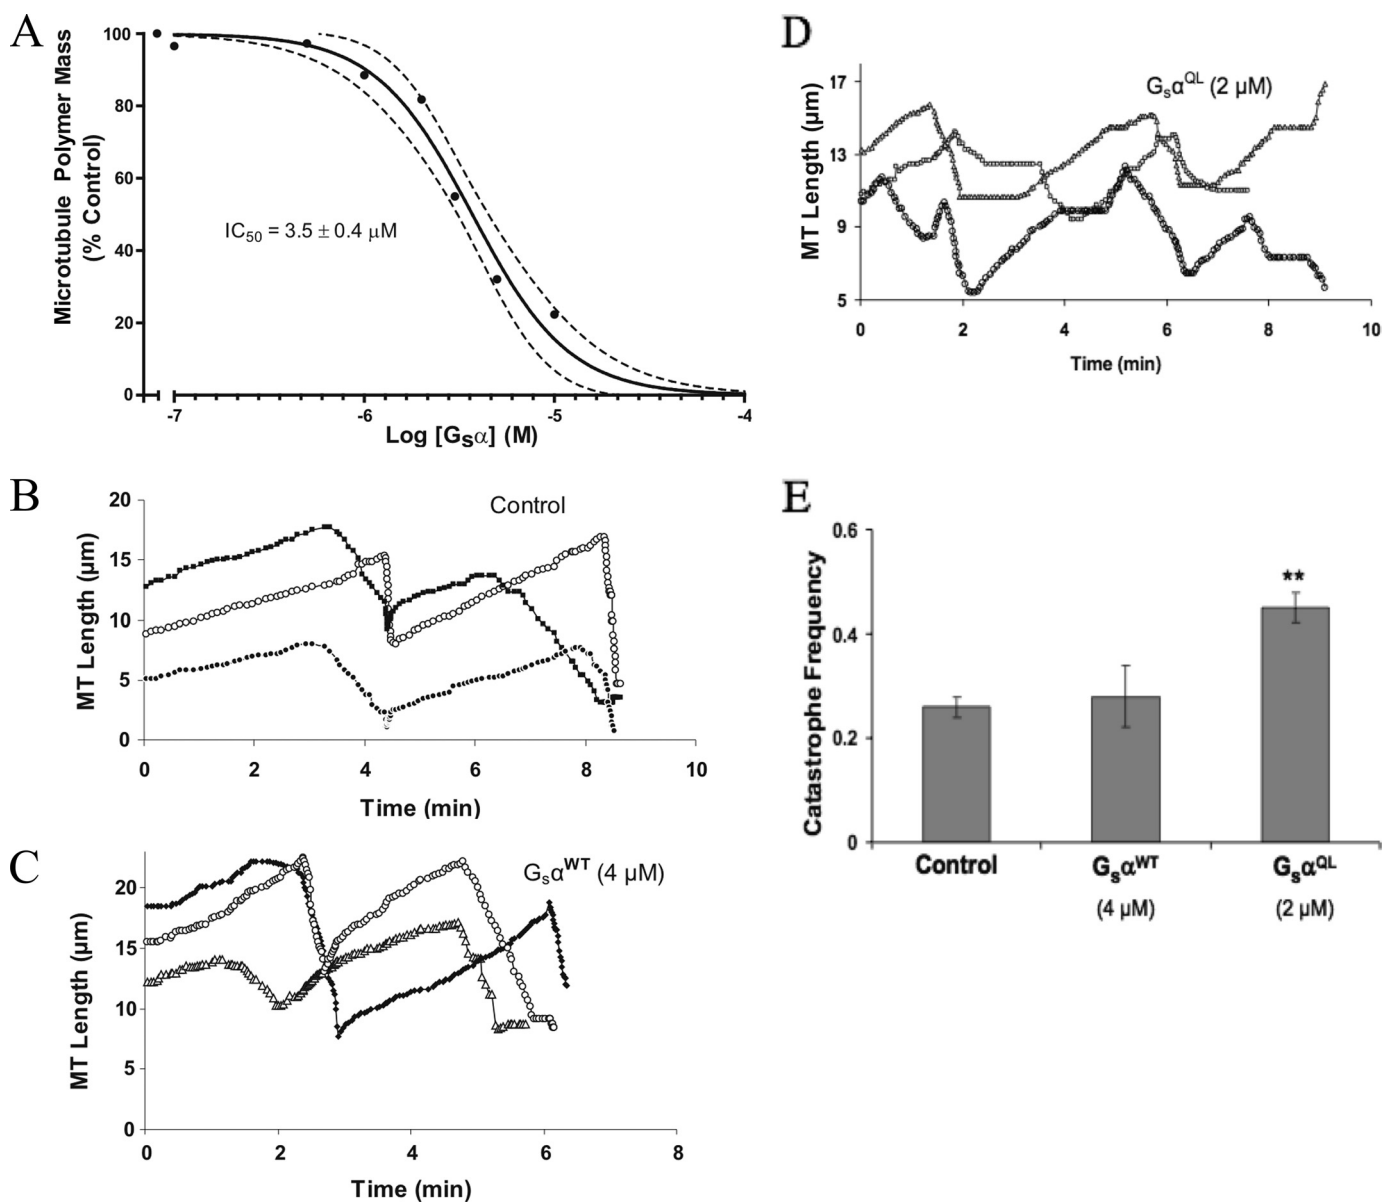 A
Microtubule Polymer Mass
(% Control)
100
80
60
40
20
0
IC50 = 3.5 ± 0.4 µM
-7
-6
-5
-4
Log [Gsα] (M)
B
MT Length (µm)
20
15
10
5
0
Control
0
2
4
6
8
10
Time (min)
C
MT Length (µm)
20
15
10
5
0
GsαWT (4 µM)
0
2
4
6
8
Time (min)
D
MT Length (µm)
17
13
9
5
GsαQL (2 µM)
0
2
4
6
8
10
Time (min)
E
Catastrophe Frequency
0.6
0.4
0.2
0
**
Control
GsαWT
(4 µM)
GsαQL
(2 µM)